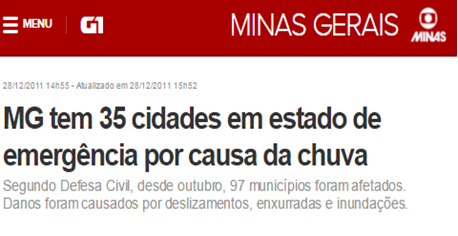 MENU G1 MINAS GERAIS MINAS
28/12/2011 14h55 - Atualizado em 28/12/2011 15h52
MG tem 35 cidades em estado de
emergência por causa da chuva
Segundo Defesa Civil, desde outubro, 97 municípios foram afetados.
Danos foram causados por deslizamentos, enxurradas e inundações.